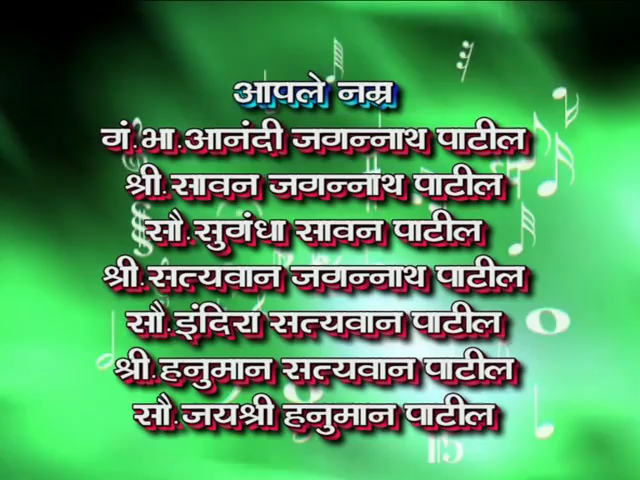 आपले नम्र
गं.भा.आनंदी जगन्नाथ पाटील
श्री.सावन जगन्नाथ पाटील
सौ.सुगंधा सावन पाटील
श्री.सत्यवान जगन्नाथ पाटील
सौ.इंदिरा सत्यवान पाटील
श्री.हनुमान सत्यवान पाटील
सौ.जयश्री हनुमान पाटील